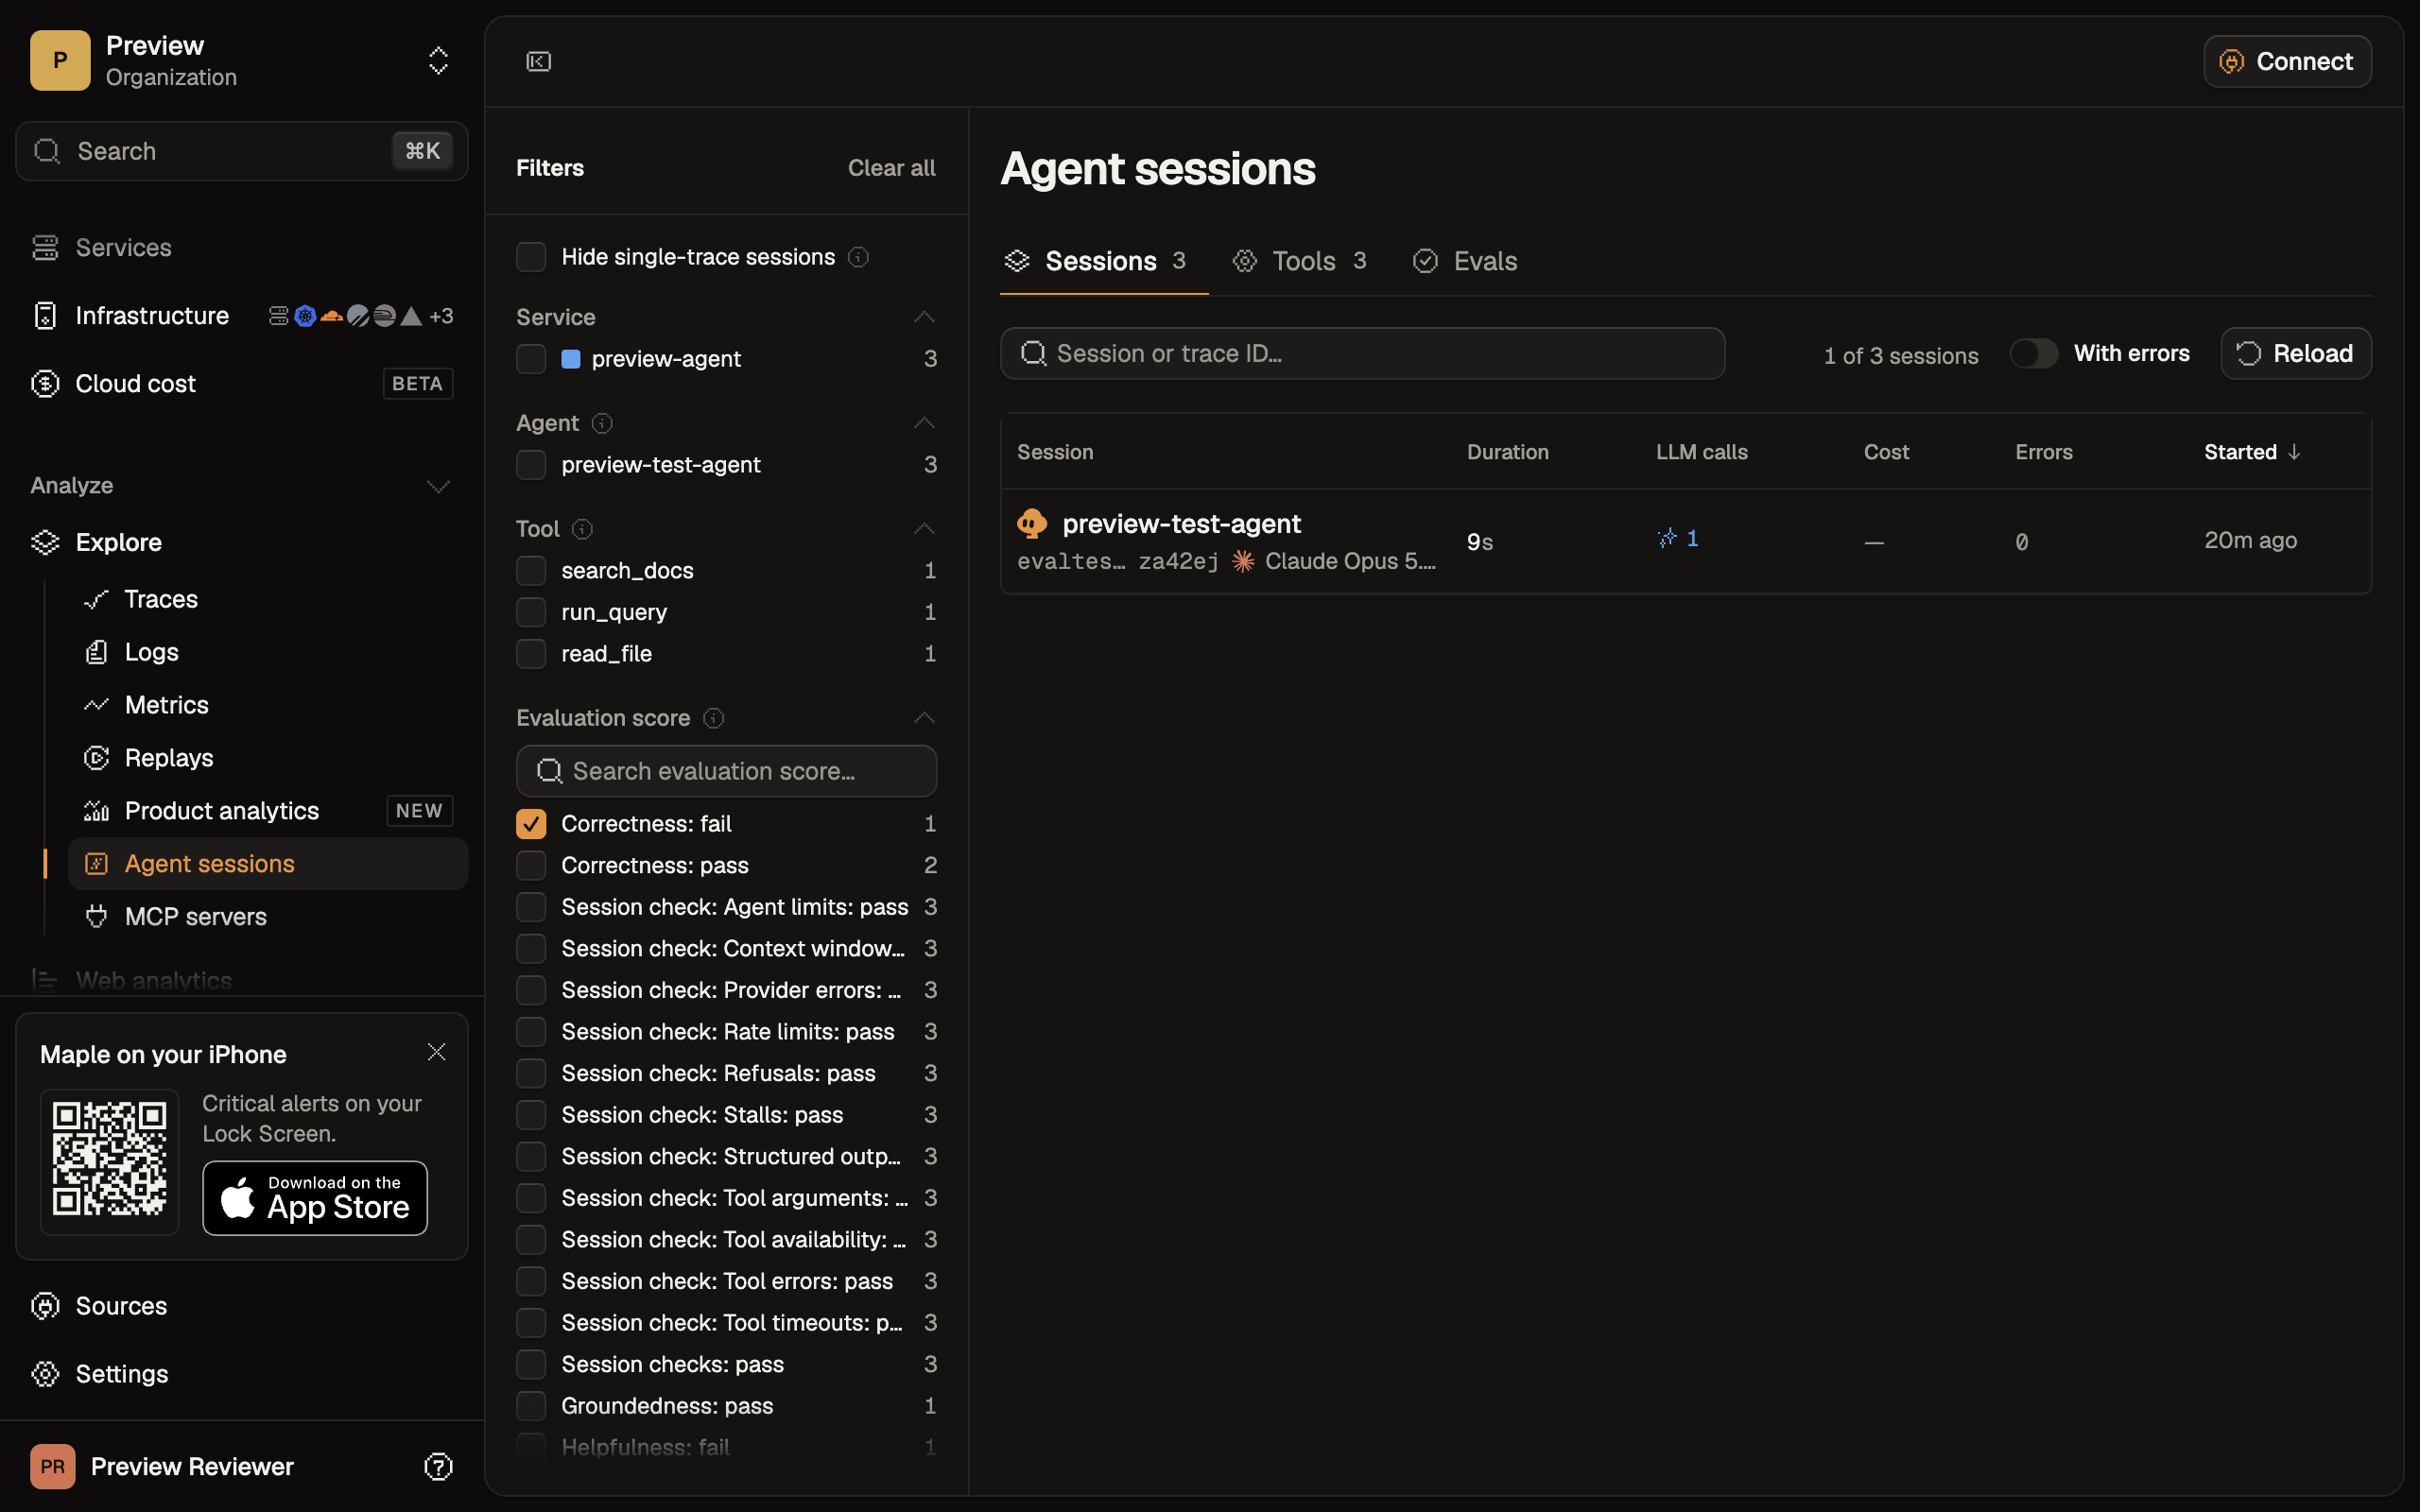 P
Preview
Organization
Search
⌘K
Services
Infrastructure
+3
Cloud cost
BETA
Analyze
Explore
Traces
Logs
Metrics
Replays
Product analytics
NEW
Agent sessions
MCP servers
Web analytics
Maple on your iPhone
Critical alerts on your
Lock Screen.
Download on the
App Store
Sources
Settings
PR
Preview Reviewer
Connect
Filters
Clear all
Hide single-trace sessions
Service
preview-agent 3
Agent
preview-test-agent 3
Tool
search_docs 1
run_query 1
read_file 1
Evaluation score
Search evaluation score...
Correctness: fail 1
Correctness: pass 2
Session check: Agent limits: pass 3
Session check: Context window... 3
Session check: Provider errors: ... 3
Session check: Rate limits: pass 3
Session check: Refusals: pass 3
Session check: Stalls: pass 3
Session check: Structured outp... 3
Session check: Tool arguments: ... 3
Session check: Tool availability: ... 3
Session check: Tool errors: pass 3
Session check: Tool timeouts: p... 3
Session checks: pass 3
Groundedness: pass 1
Helpfulness: fail 1
Agent sessions
Sessions 3
Tools 3
Evals
Session or trace ID...
1 of 3 sessions
With errors
Reload
Session Duration LLM calls Cost Errors Started ↓
preview-test-agent
evaltes… za42ej Claude Opus 5....
9s
1
—
0
20m ago